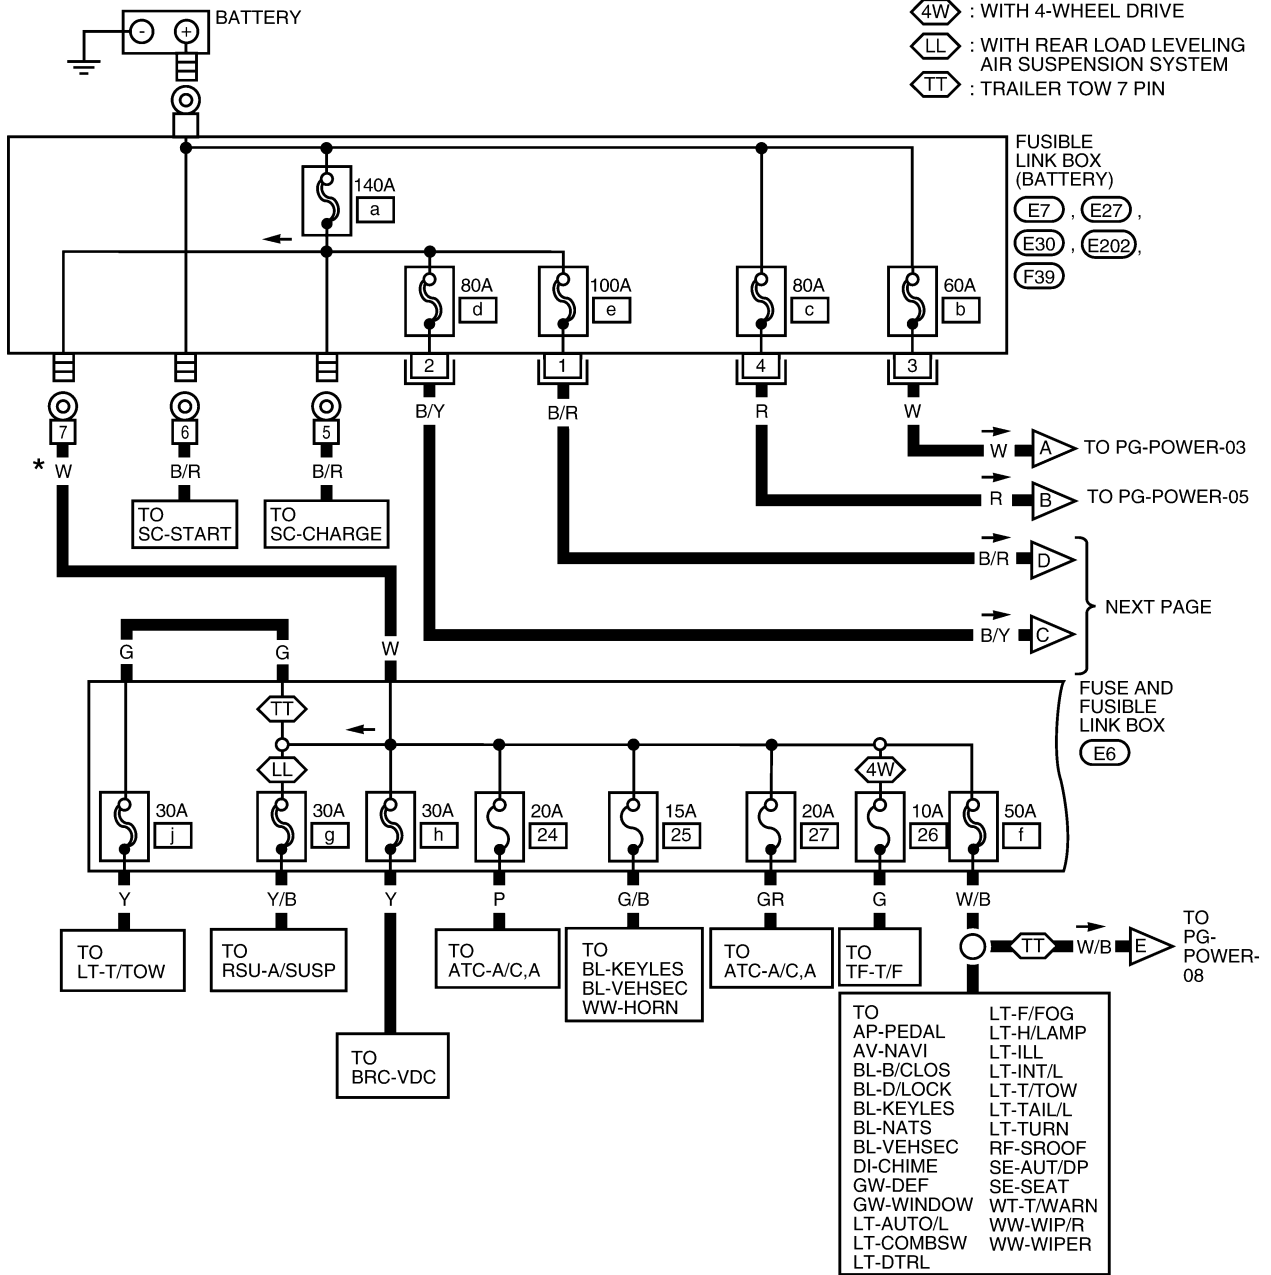 BATTERY
-
+
4W : WITH 4-WHEEL DRIVE
LL : WITH REAR LOAD LEVELING
AIR SUSPENSION SYSTEM
TT : TRAILER TOW 7 PIN
FUSIBLE
LINK BOX
(BATTERY)
E7 , E27 ,
E30 , E202,
F39
140A
a
80A
d
100A
e
80A
c
60A
b
2
1
4
3
7
6
5
B/Y
B/R
R
W
* W
B/R
B/R
TO
SC-START
TO
SC-CHARGE
W
A
TO PG-POWER-03
R
B
TO PG-POWER-05
B/R
D
NEXT PAGE
B/Y
C
G
G
W
FUSE AND
FUSIBLE
LINK BOX
E6
TT
LL
4W
30A
j
30A
g
30A
h
20A
24
15A
25
20A
27
10A
26
50A
f
Y
Y/B
Y
P
G/B
GR
G
W/B
TO
LT-T/TOW
TO
RSU-A/SUSP
TO
BRC-VDC
TO
ATC-A/C,A
TO
BL-KEYLES
BL-VEHSEC
WW-HORN
TO
ATC-A/C,A
TO
TF-T/F
TT
W/B
E
TO
PG-
POWER-
08
TO
AP-PEDAL
AV-NAVI
BL-B/CLOS
BL-D/LOCK
BL-KEYLES
BL-NATS
BL-VEHSEC
DI-CHIME
GW-DEF
GW-WINDOW
LT-AUTO/L
LT-COMBSW
LT-DTRL
LT-F/FOG
LT-H/LAMP
LT-ILL
LT-INT/L
LT-T/TOW
LT-TAIL/L
LT-TURN
RF-SROOF
SE-AUT/DP
SE-SEAT
WT-T/WARN
WW-WIP/R
WW-WIPER